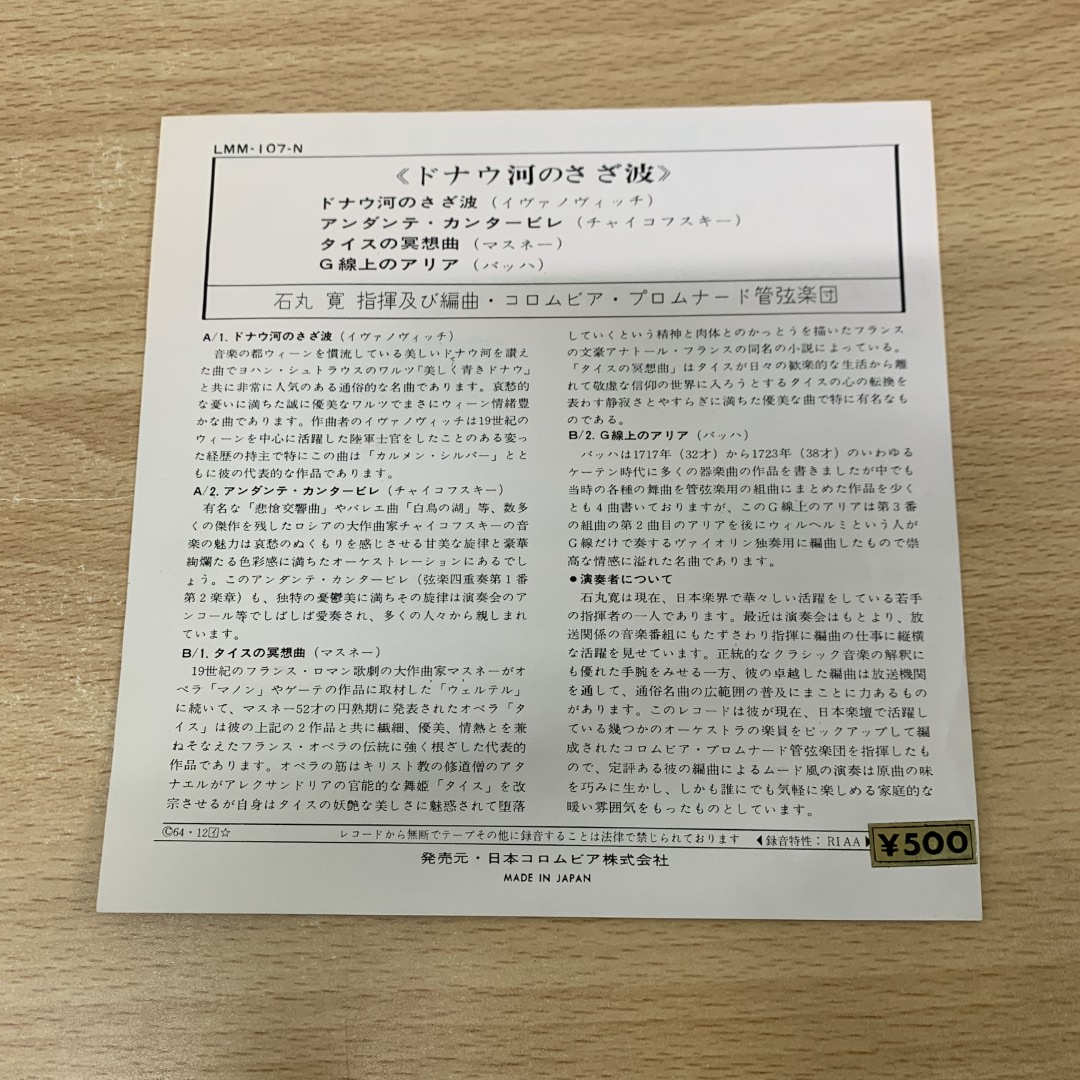 LMM-107-N
《ドナウ河のさざ波》
ドナウ河のさざ波(イヴァノヴィッチ)
アンダンテ・カンタービレ(チャイコフスキー)
タイスの冥想曲(マスネー)
G線上のアリア(バッハ)
石丸 寛 指揮及び編曲・コロムビア・プロムナード管弦楽団
A/1. ドナウ河のさざ波(イヴァノヴィッチ)
音楽の都ウィーンを慣流している美しいドナウ河を讃え
た曲でヨハン・シュトラウスのワルツ「美しく青きドナウ」
と共に非常に人気のある通俗的な名曲であります。哀愁的
な憂いに満ちた誠に優美なワルツでまさにウィーン情緒豊
かな曲であります。作曲者のイヴァノヴィッチは19世紀の
ウィーンを中心に活躍した陸軍士官をしたことのある変っ
た経歴の持主で特にこの曲は「カルメン・シルバー」とと
もに彼の代表的な作品であります。
A/2. アンダンテ・カンタービレ(チャイコフスキー)
有名な「悲愴交響曲」やバレエ曲「白鳥の湖」等、数多
くの傑作を残したロシアの大作曲家チャイコフスキーの音
楽の魅力は哀愁のぬくもりを感じさせる甘美な旋律と豪華
絢爛たる色彩感に満ちたオーケストレーションにあるでし
ょう。このアンダンテ・カンタービレ(弦楽四重奏第1番
第2楽章)も、独特の憂鬱美に満ちその旋律は演奏会のア
ンコール等でしばしば愛奏され、多くの人々から親しまれ
ています。
B/1. タイスの冥想曲(マスネー)
19世紀のフランス・ロマン歌劇の大作曲家マスネーがオ
ペラ「マノン」やゲーテの作品に取材した「ウェルテル」
に続いて、マスネー52才の円熟期に発表されたオペラ「タ
イス」は彼の上記の2作品と共に繊細、優美、情熱とを兼
ねそなえたフランス・オペラの伝統に強く根ざした代表的
作品であります。オペラの筋はキリスト教の修道僧のアタ
ナエルがアレクサンドリアの官能的な舞姫「タイス」を改
宗させるが自身はタイスの妖艶な美しさに魅惑されて堕落
していくという精神と肉体とのかっとうを描いたフランス
の文豪アナトール・フランスの同名の小説によっている。
「タイスの冥想曲」はタイスが日々の歓楽的な生活から離
れて敬虔な信仰の世界に入ろうとするタイスの心の転換を
表わす静寂さとやすらぎに満ちた優美な曲で特に有名なも
のである。
B/2. G線上のアリア(バッハ)
バッハは1717年(32才)から1723年(38才)のいわゆる
ケーテン時代に多くの器楽曲の作品を書きましたが中でも
当時の各種の舞曲を管弦楽用の組曲にまとめた作品を少く
とも4曲書いておりますが、このG線上のアリアは第3番
の組曲の第2曲目のアリアを後にウィルヘルミという人が
G線だけで奏するヴァイオリン独奏用に編曲したもので崇
高な情感に溢れた名曲であります。
●演奏者について
石丸寛は現在、日本楽界で華々しい活躍をしている若手
の指揮者の一人であります。最近は演奏会はもとより、放
送関係の音楽番組にもたずさわり指揮に編曲の仕事に縦横
な活躍を見せています。正統的なクラシック音楽の解釈に
も優れた手腕をみせる一方、彼の卓越した編曲は放送機関
を通して、通俗名曲の広範囲の普及にまことに力あるもの
があります。このレコードは彼が現在、日本楽壇で活躍し
ている幾つかのオーケストラの楽員をピックアップして編
成されたコロムビア・プロムナード管弦楽団を指揮したも
ので、定評ある彼の編曲によるムード風の演奏は原曲の味
を巧みに生かし、しかも誰にでも気軽に楽しめる家庭的な
暖い雰囲気をもったものとしています。
©64・12 ④ ☆ レコードから無断でテープその他に録音することは法律で禁じられております ◀録音特性:RIAA▶
¥500
発売元・日本コロムビア株式会社
MADE IN JAPAN